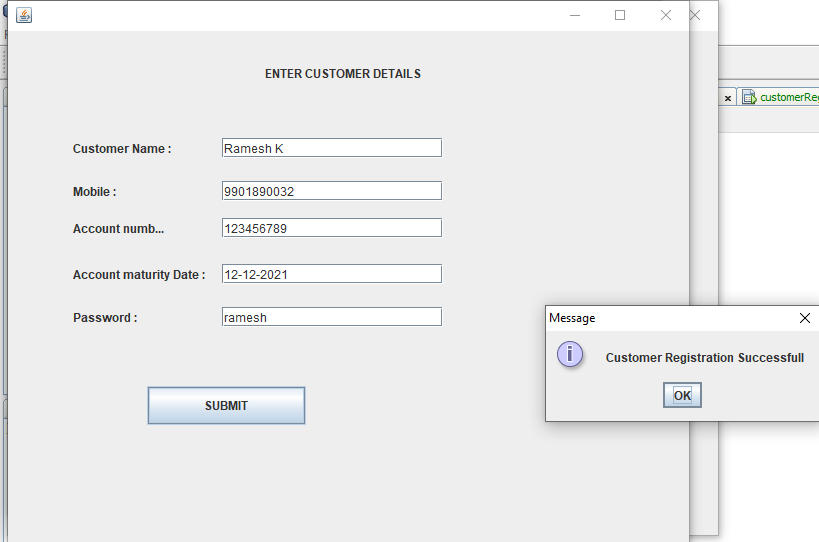 ENTER CUSTOMER DETAILS
customerReg
Customer Name : Ramesh K
Mobile : 9901890032
Account numb... 123456789
Account maturity Date : 12-12-2021
Password : ramesh
Message
Customer Registration Successfull
OK
SUBMIT